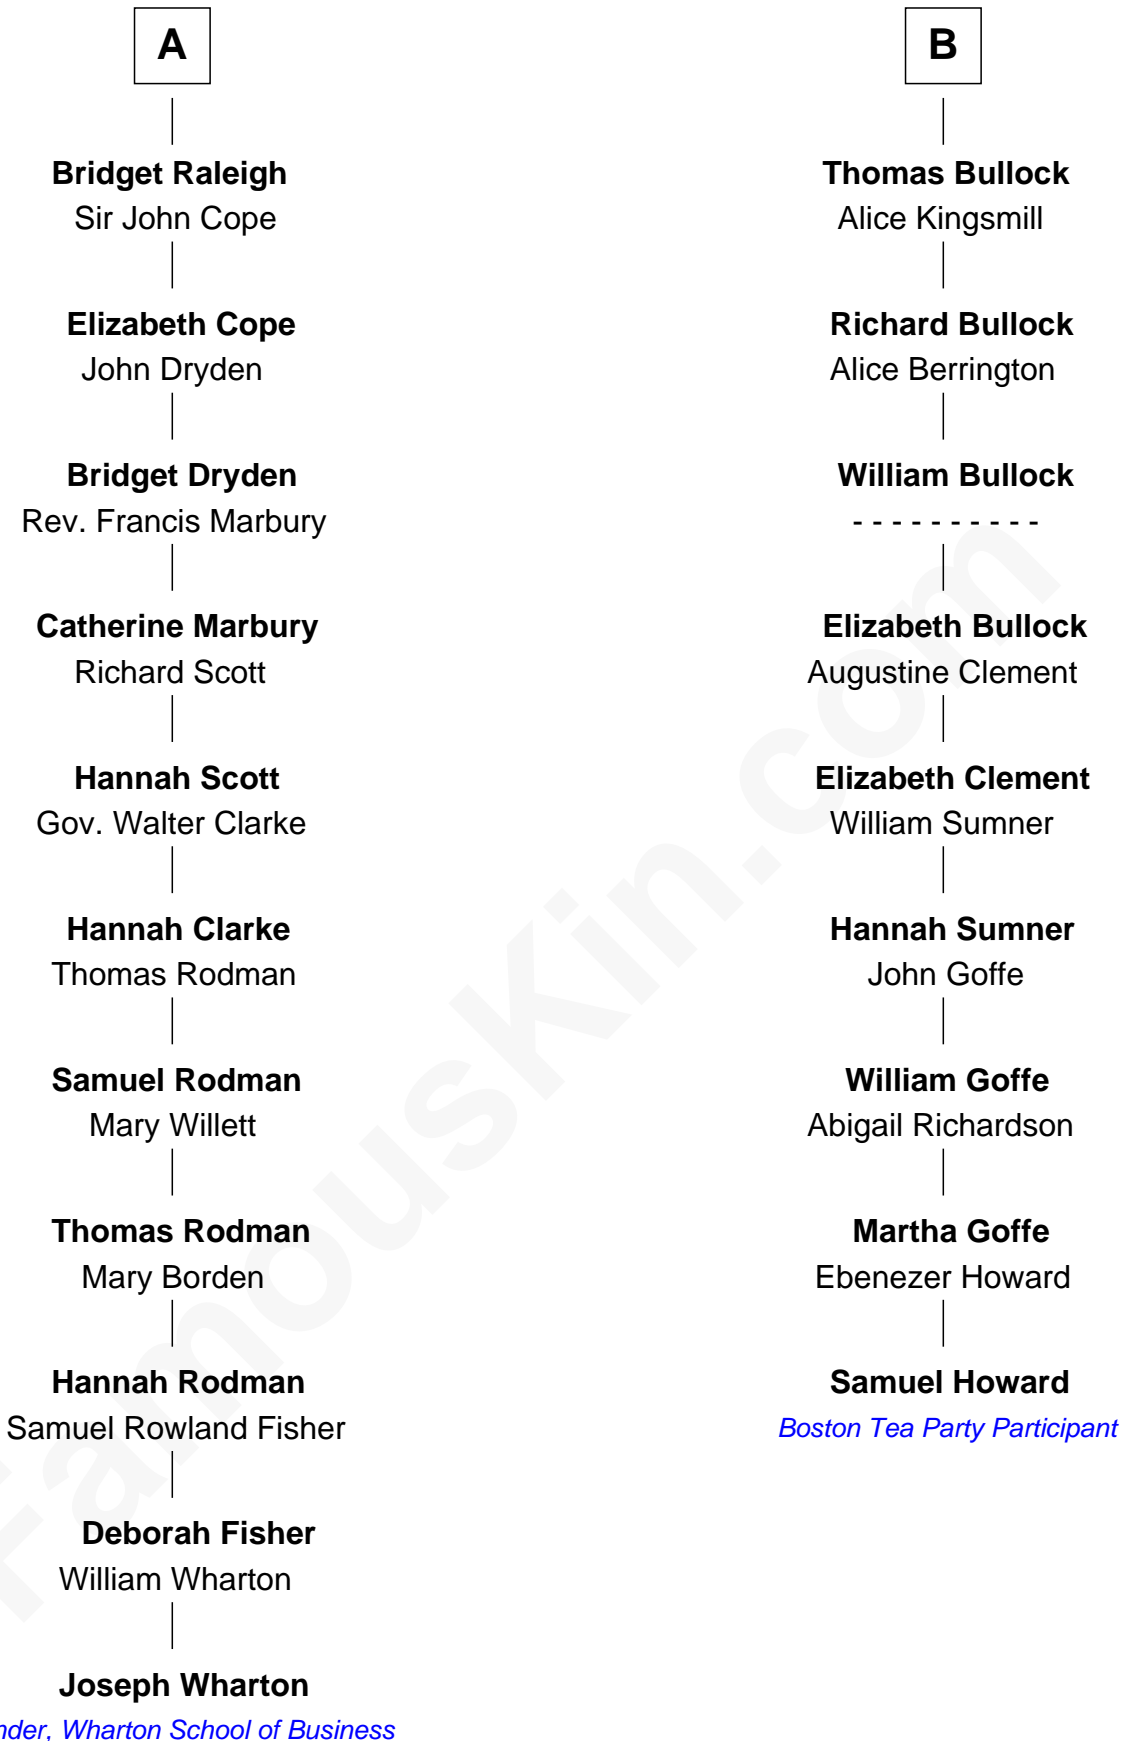 A
Bridget Raleigh
Sir John Cope
Elizabeth Cope
John Dryden
Bridget Dryden
Rev. Francis Marbury
Catherine Marbury
Richard Scott
Hannah Scott
Gov. Walter Clarke
Hannah Clarke
Thomas Rodman
Samuel Rodman
Mary Willett
Thomas Rodman
Mary Borden
Hannah Rodman
Samuel Rowland Fisher
Deborah Fisher
William Wharton
Joseph Wharton
nder, Wharton School of Business
B
Thomas Bullock
Alice Kingsmill
Richard Bullock
Alice Berrington
William Bullock
- - - - - - - - - -
Elizabeth Bullock
Augustine Clement
Elizabeth Clement
William Sumner
Hannah Sumner
John Goffe
William Goffe
Abigail Richardson
Martha Goffe
Ebenezer Howard
Samuel Howard
Boston Tea Party Participant
FamousKin.com